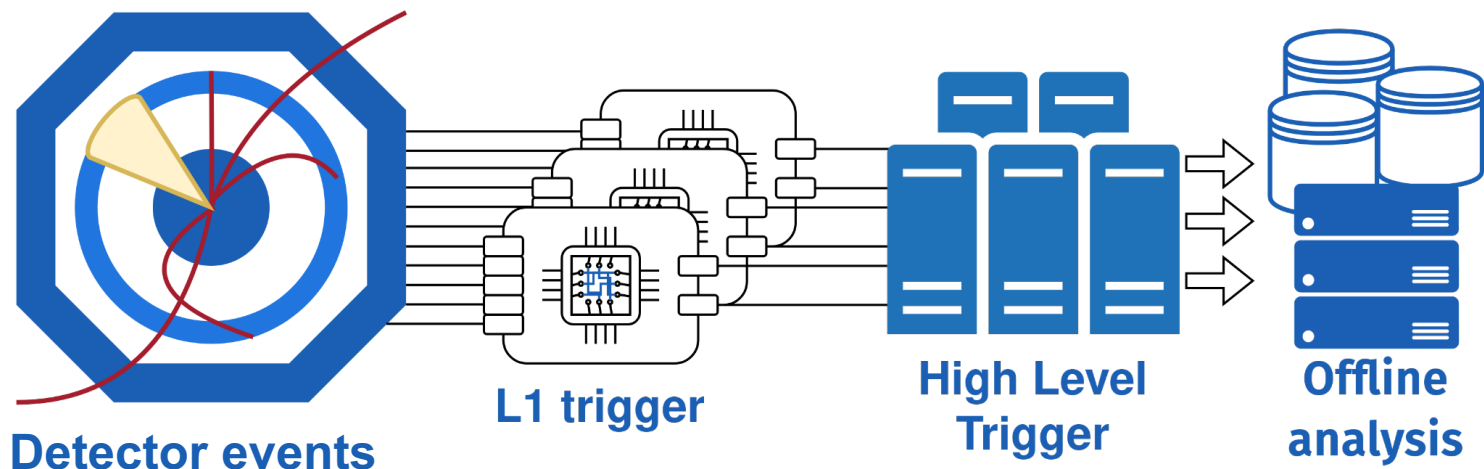 Detector events
L1 trigger
High Level
Trigger
Offline
analysis